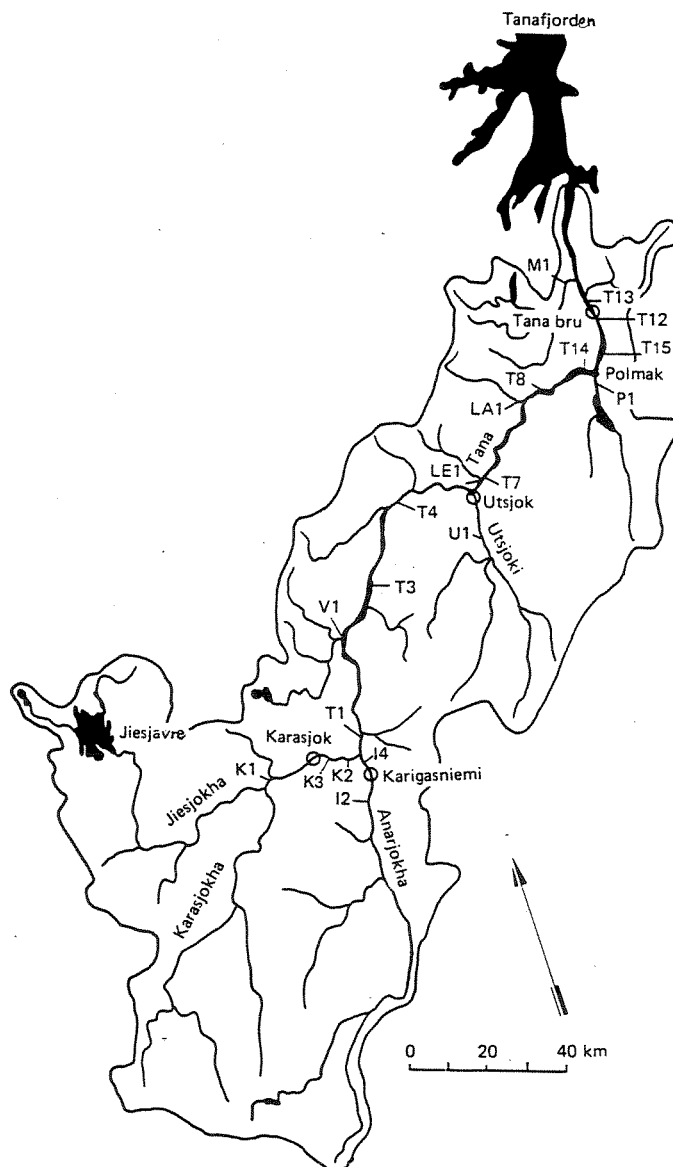 Tanafjorden
M1
T13
Tana bru
T12
T14
T15
T8
Polmak
LA1
P1
Tana
LE1
T7
T4
Utsjok
U1
Utsjoki
T3
V1
Jiesjavre
T1
Karasjok
I4
K1
K3
K2
Karigasniemi
I2
Jiesjokha
Anarjokha
Karasjokha
0 20 40 km